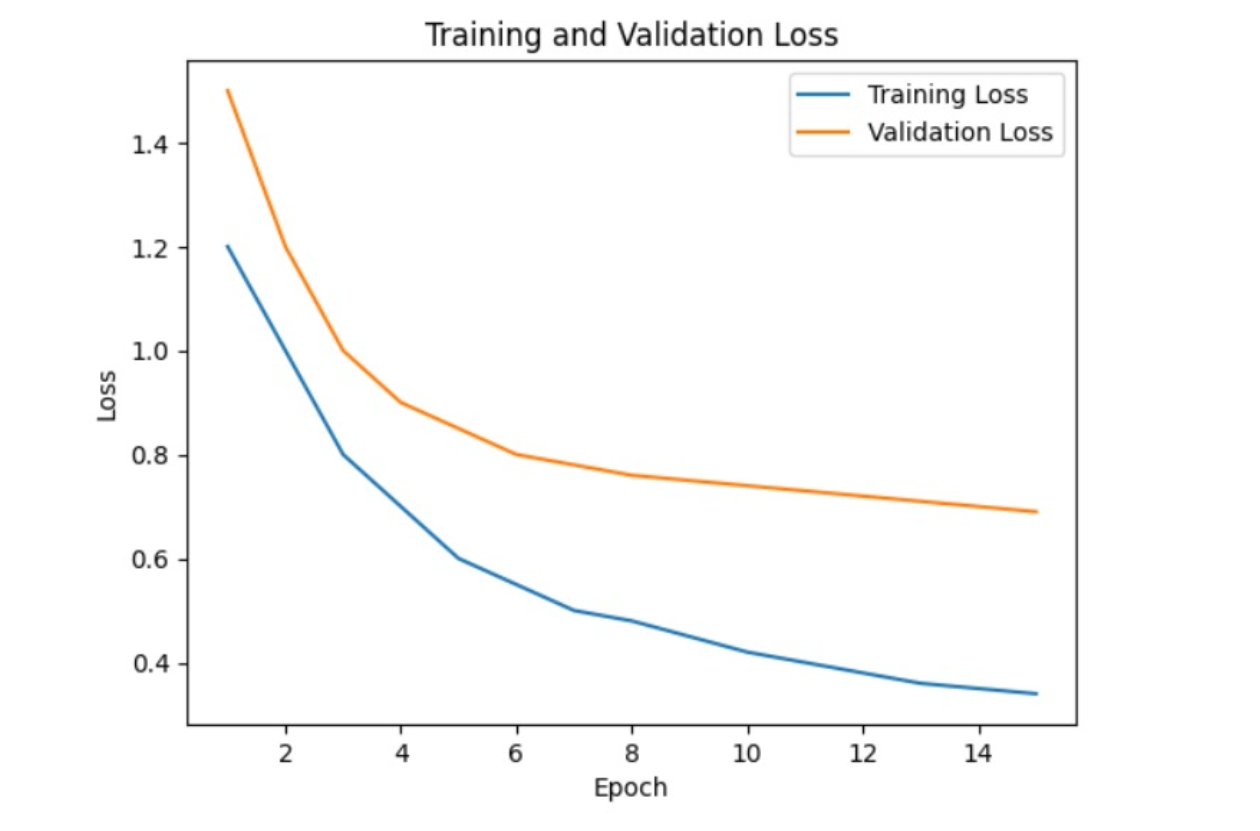 Training and Validation Loss
Training Loss
Validation Loss
1.4
1.2
1.0
0.8
0.6
0.4
Loss
2 4 6 8 10 12 14
Epoch